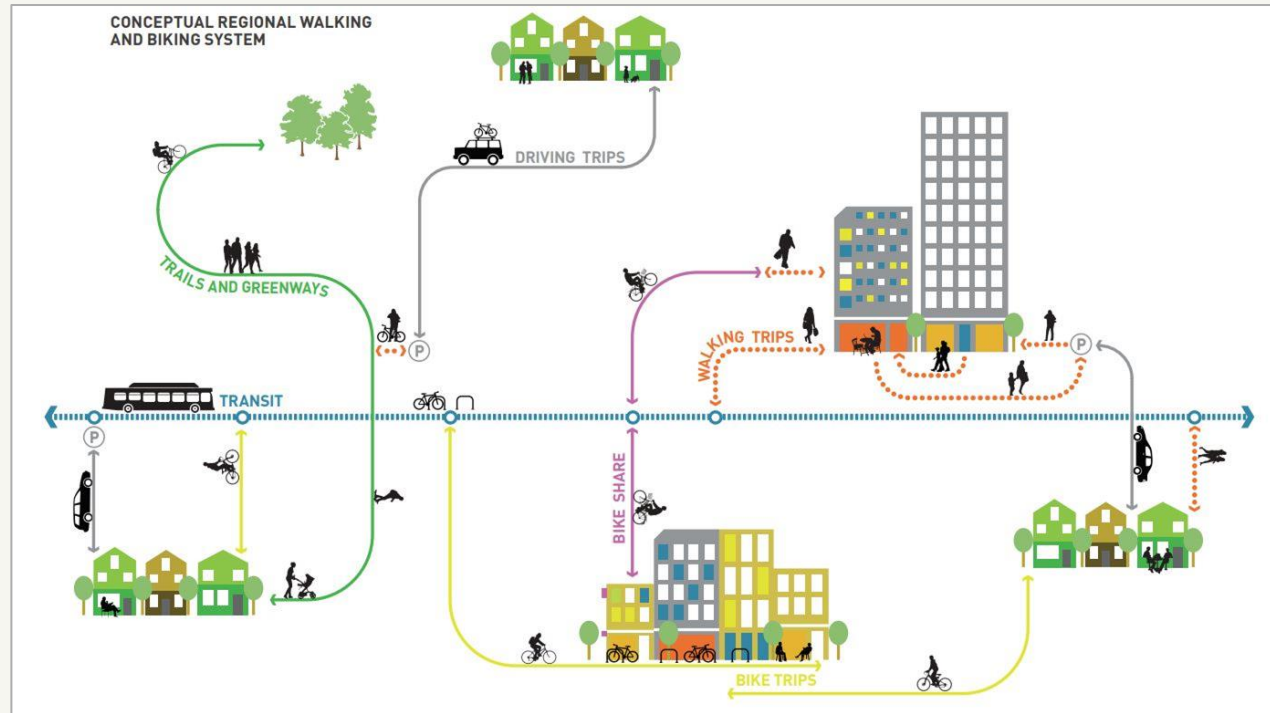 CONCEPTUAL REGIONAL WALKING
AND BIKING SYSTEM
DRIVING TRIPS
TRAILS AND GREENWAYS
P
WALKING TRIPS
P
TRANSIT
P
BIKE SHARE
BIKE TRIPS